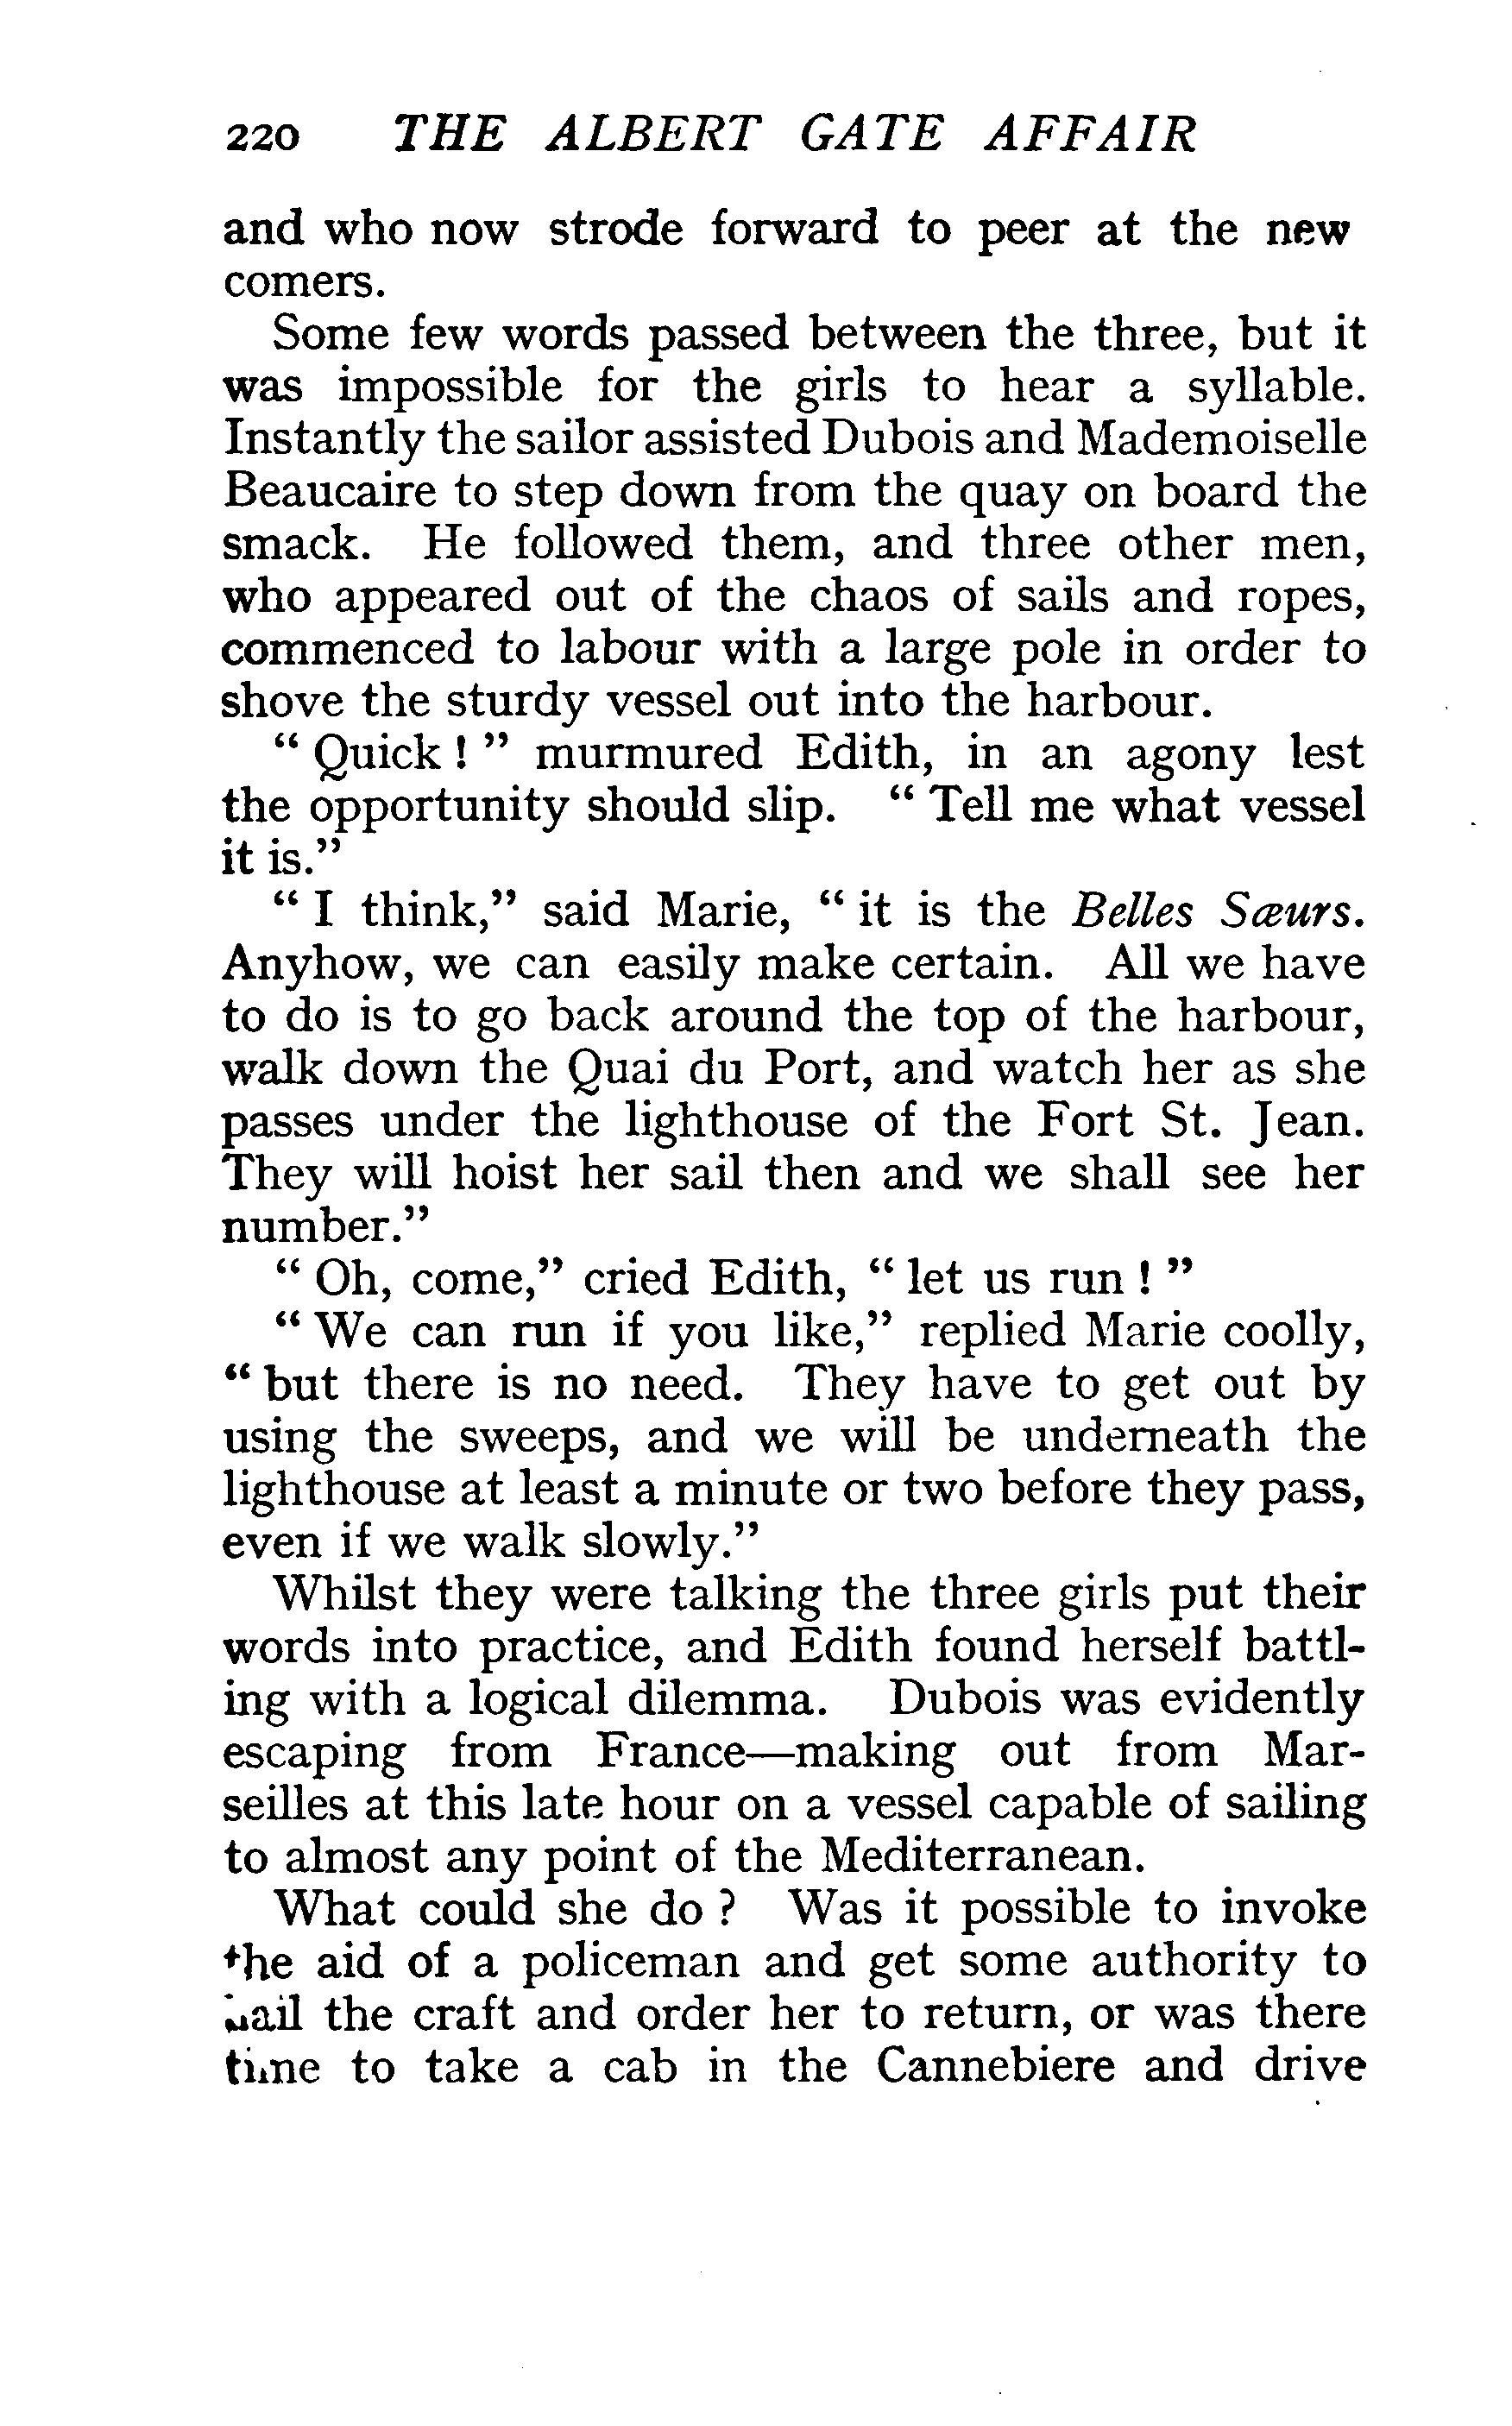 220 THE ALBERT GATE AFFAIR
and who now strode forward to peer at the new
comers.
Some few words passed between the three, but it
was impossible for the girls to hear a syllable.
Instantly the sailor assisted Dubois and Mademoiselle
Beaucaire to step down from the quay on board the
smack. He followed them, and three other men,
who appeared out of the chaos of sails and ropes,
commenced to labour with a large pole in order to
shove the sturdy vessel out into the harbour.
“ Quick ! ” murmured Edith, in an agony lest
the opportunity should slip. “ Tell me what vessel
it is.”
“ I think,” said Marie, “ it is the Belles Sœurs.
Anyhow, we can easily make certain. All we have
to do is to go back around the top of the harbour,
walk down the Quai du Port, and watch her as she
passes under the lighthouse of the Fort St. Jean.
They will hoist her sail then and we shall see her
number.”
“ Oh, come,” cried Edith, “ let us run ! ”
“ We can run if you like,” replied Marie coolly,
“ but there is no need. They have to get out by
using the sweeps, and we will be underneath the
lighthouse at least a minute or two before they pass,
even if we walk slowly.”
Whilst they were talking the three girls put their
words into practice, and Edith found herself battl-
ing with a logical dilemma. Dubois was evidently
escaping from France—making out from Mar-
seilles at this late hour on a vessel capable of sailing
to almost any point of the Mediterranean.
What could she do ? Was it possible to invoke
the aid of a policeman and get some authority to
hail the craft and order her to return, or was there
time to take a cab in the Cannebiere and drive